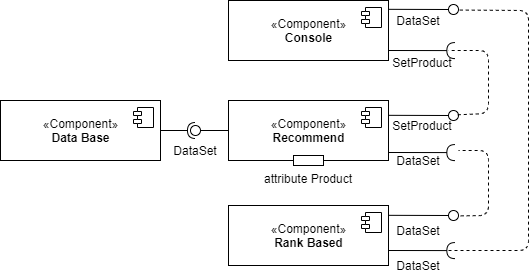 «Component»
Console
DataSet
SetProduct
«Component»
Data Base
DataSet
«Component»
Recommend
SetProduct
DataSet
attribute Product
«Component»
Rank Based
DataSet
DataSet